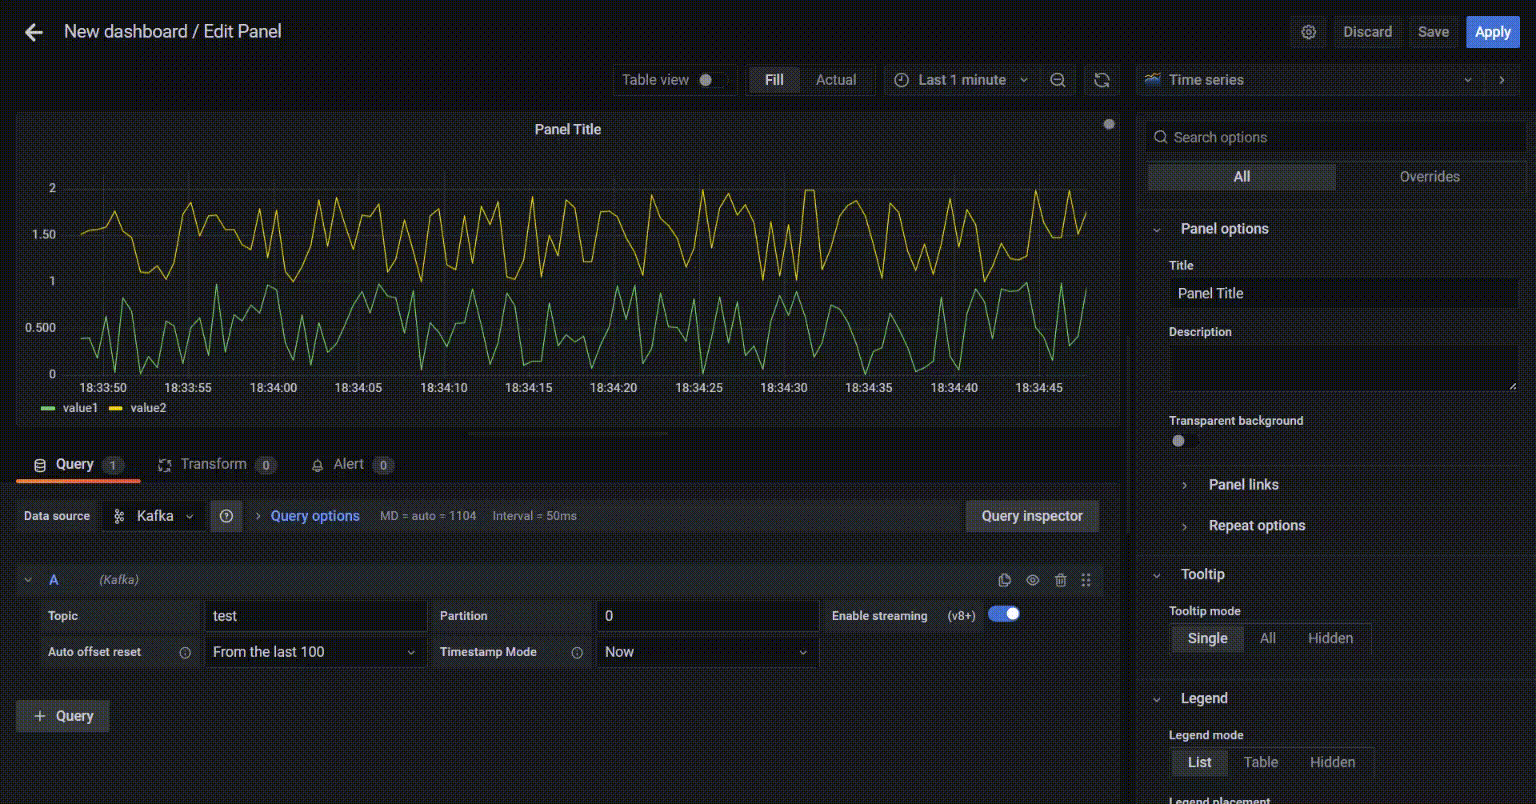 New dashboard / Edit Panel
Discard Save Apply
Table view Fill Actual Last 1 minute Time series
Panel Title
2
1.50
1
0.500
0
18:33:50 18:33:55 18:34:00 18:34:05 18:34:10 18:34:15 18:34:20 18:34:25 18:34:30 18:34:35 18:34:40 18:34:45
value1 value2
Query 1 Transform 0 Alert 0
Data source Kafka Query options MD = auto = 1104 Interval = 50ms Query inspector
A (Kafka)
Topic test Partition 0 Enable streaming (v8+)
Auto offset reset From the last 100 Timestamp Mode Now
+ Query
Search options
All Overrides
Panel options
Title
Panel Title
Description
Transparent background
Panel links
Repeat options
Tooltip
Tooltip mode
Single All Hidden
Legend
Legend mode
List Table Hidden
Legend placement